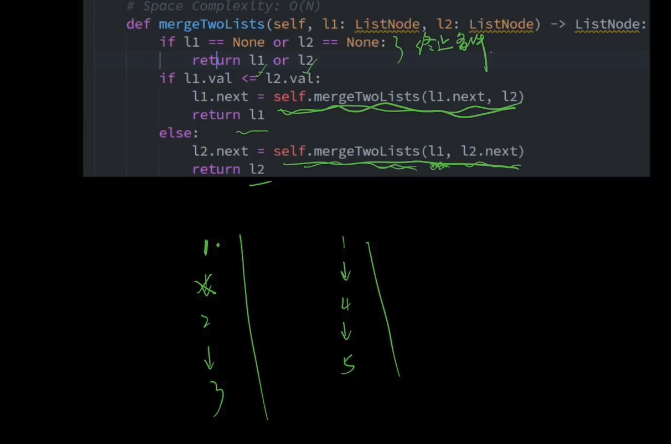 # Space Complexity: O(N)
def mergeTwoLists(self, l1: ListNode, l2: ListNode) -> ListNode:
if l1 == None or l2 == None:
return l1 or l2
终止条件
if l1.val <= l2.val:
l1.next = self.mergeTwoLists(l1.next, l2)
return l1
else:
l2.next = self.mergeTwoLists(l1, l2.next)
return l2
1 1
2 4
3 5